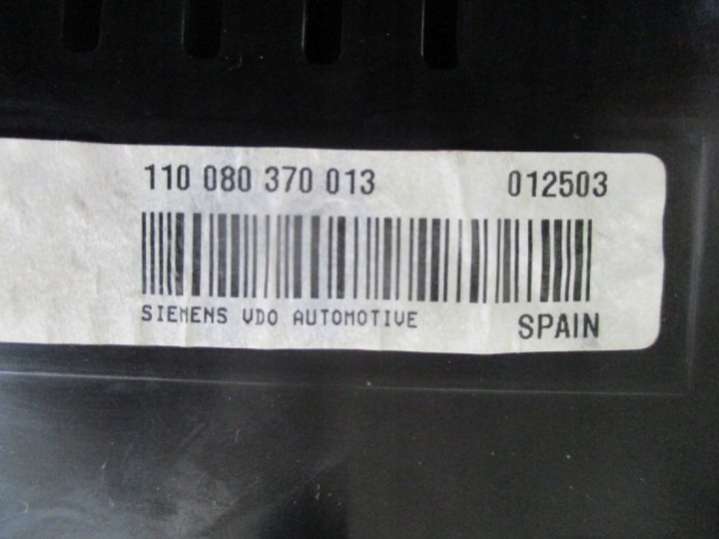 110 080 370 013 012503
SIEMENS VDO AUTOMOTIVE SPAIN